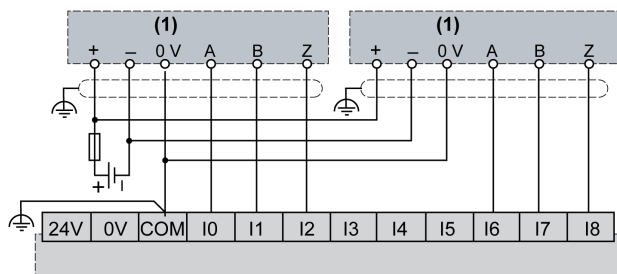 (1) (1)
+ – 0 V A B Z + – 0 V A B Z
+
24V 0V COM I0 I1 I2 I3 I4 I5 I6 I7 I8